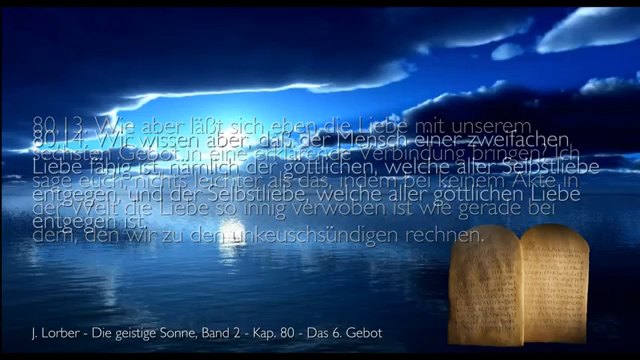 80,13. Wie aber läßt sich eben die Liebe mit unserem
sechsten Gebot in eine Verbindung bringen?
sage euch: nichts leichter als das, indem bei keinem Akte in
der Welt die Liebe so innig verwoben ist wie gerade bei
dem, den wir zu den unkeuschsündigen rechnen.
80,14. Wir wissen aber, daß der Mensch einer zweifachen
Liebe fähig ist, nämlich der göttlichen, welche aller Selbstliebe
entgegen, und der Selbstliebe, welche aller göttlichen Liebe
entgegen ist.
J. Lorber - Die geistige Sonne, Band 2 - Kap. 80 - Das 6. Gebot